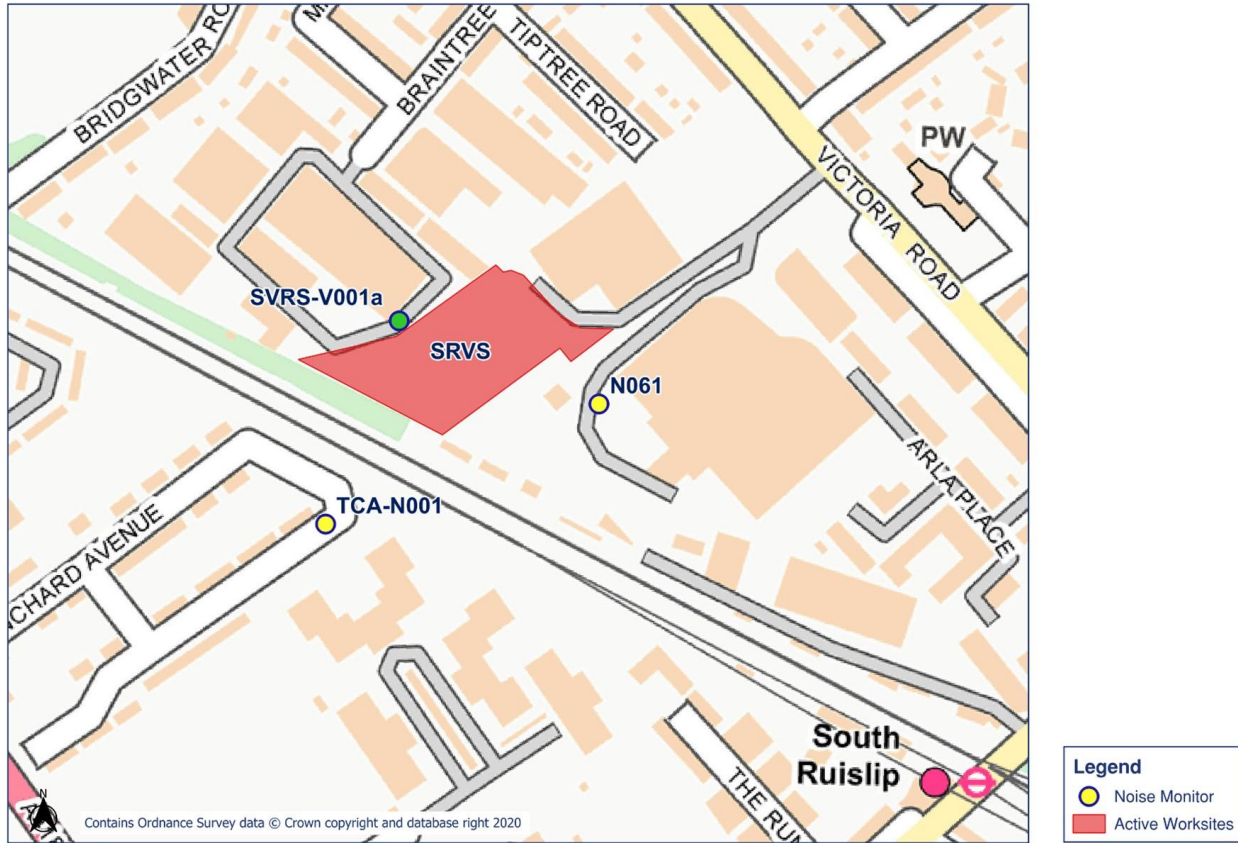 BRIDGWATER RO
M
BRAINTREE
TIPTREE ROAD
PW
VICTORIA ROAD
SVRS-V001a
SRVS
N061
ARLA PLACE
TCA-N001
NCHARD AVENUE
South
Ruislip
THE RUN
N
Contains Ordnance Survey data © Crown copyright and database right 2020
Legend
Noise Monitor
Active Worksites